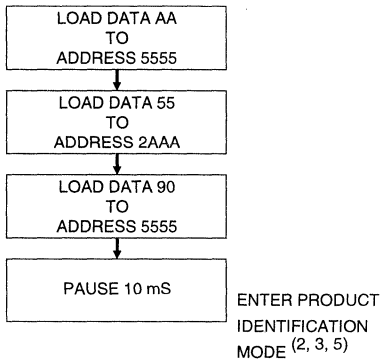 LOAD DATA AA
TO
ADDRESS 5555
LOAD DATA 55
TO
ADDRESS 2AAA
LOAD DATA 90
TO
ADDRESS 5555
PAUSE 10 mS
ENTER PRODUCT
IDENTIFICATION
MODE (2, 3, 5)